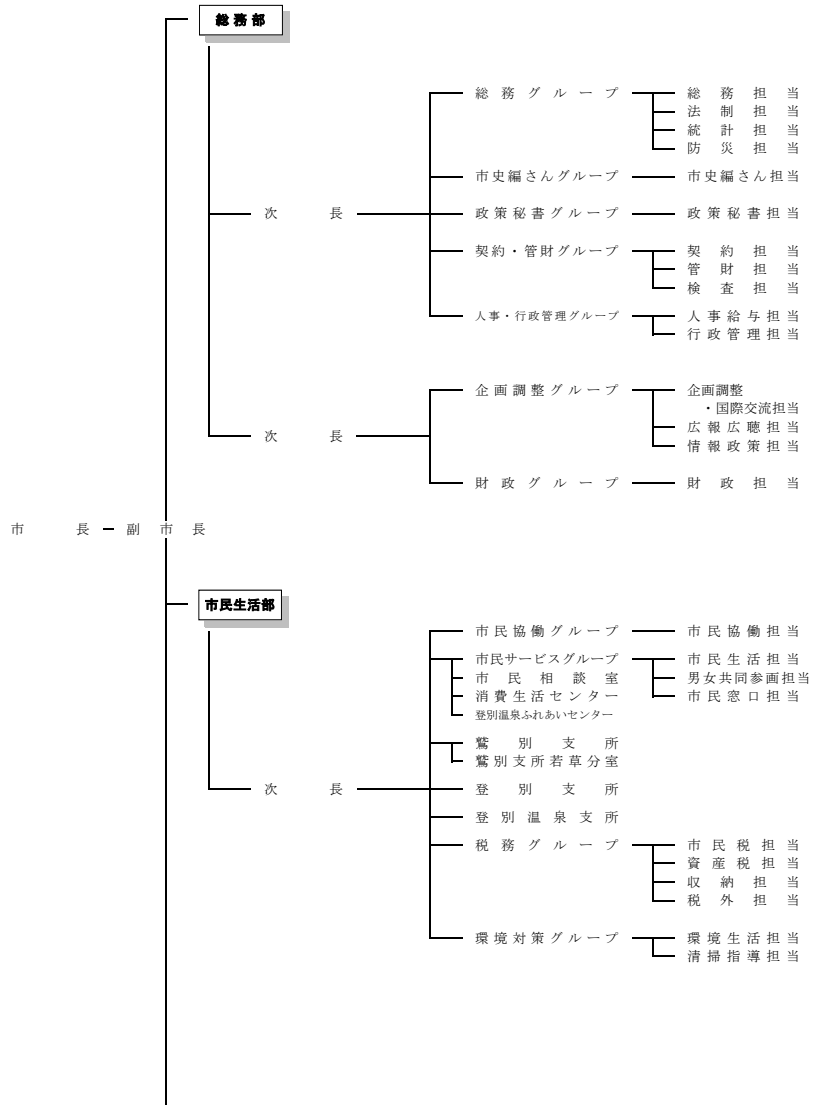 総務部
総務グループ 総務担当
法制担当
統計担当
防災担当
市史編さんグループ 市史編さん担当
次長 政策秘書グループ 政策秘書担当
契約・管財グループ 契約担当
管財担当
検査担当
人事・行政管理グループ 人事給与担当
行政管理担当
企画調整グループ 企画調整
・国際交流担当
次長 広報広聴担当
情報政策担当
財政グループ 財政担当
市長 副市長
市民生活部
市民協働グループ 市民協働担当
市民サービスグループ 市民生活担当
市民相談室 男女共同参画担当
消費生活センター 市民窓口担当
登別温泉ふれあいセンター
鷲別支所
鷲別支所若草分室
次長 登別支所
登別温泉支所
税務グループ 市民税担当
資産税担当
収納担当
税外担当
環境対策グループ 環境生活担当
清掃指導担当